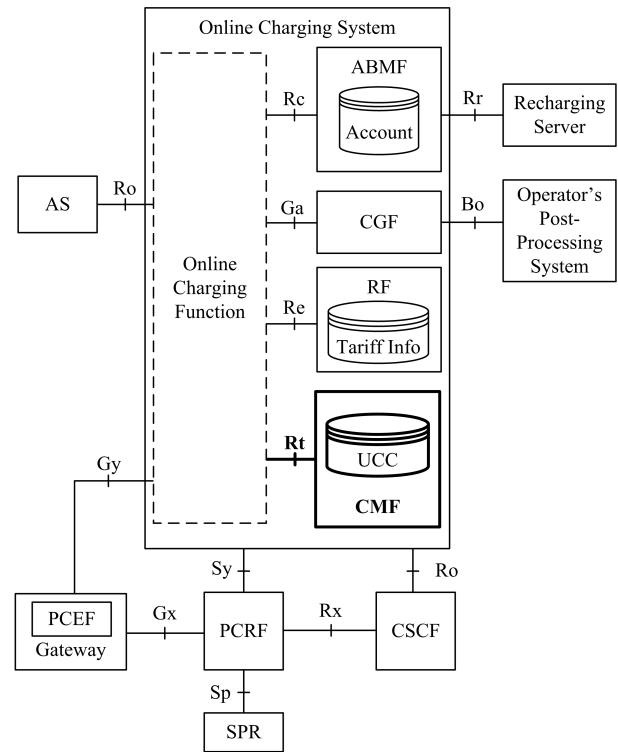 Online Charging System
ABMF
Rc
Account
Rr
Recharging
Server
AS
Ro
Ga
CGF
Bo
Operator's
Post-
Processing
System
Online
Charging
Function
RF
Re
Tariff Info
Rt
UCC
CMF
Gy
Sy
Ro
PCEF
Gateway
Gx
PCRF
Rx
CSCF
Sp
SPR